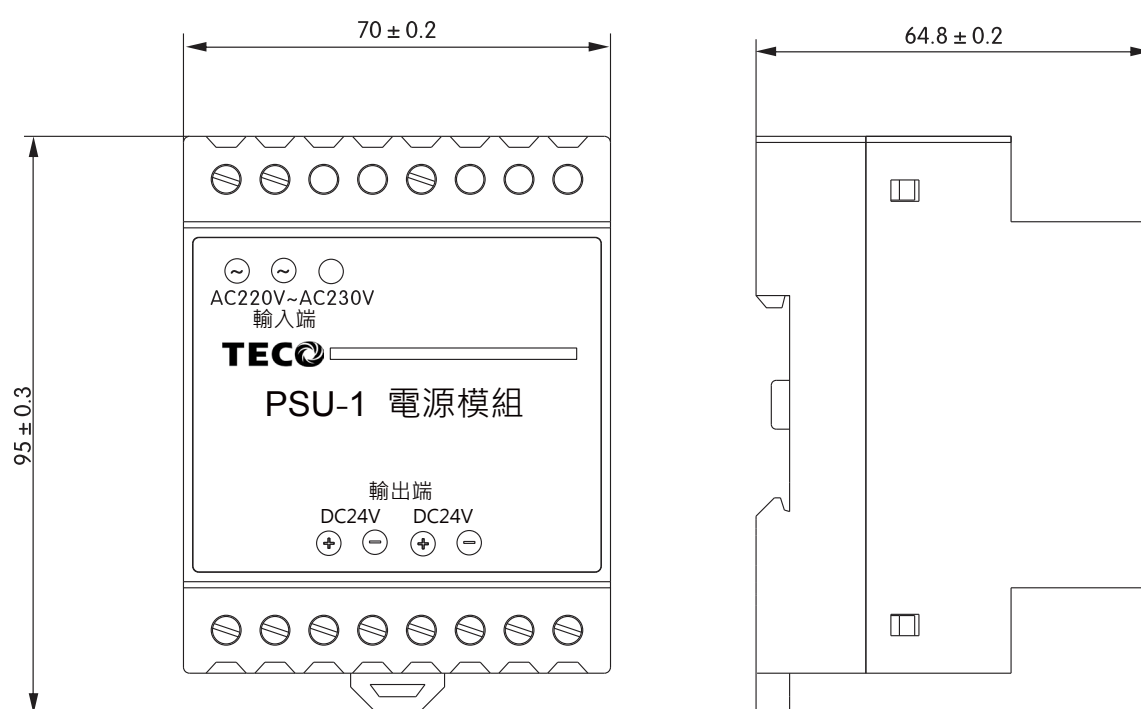 70 ± 0.2
64.8 ± 0.2
95 ± 0.3
AC220V~AC230V
輸入端
TECO
PSU-1 電源模組
輸出端
DC24V DC24V